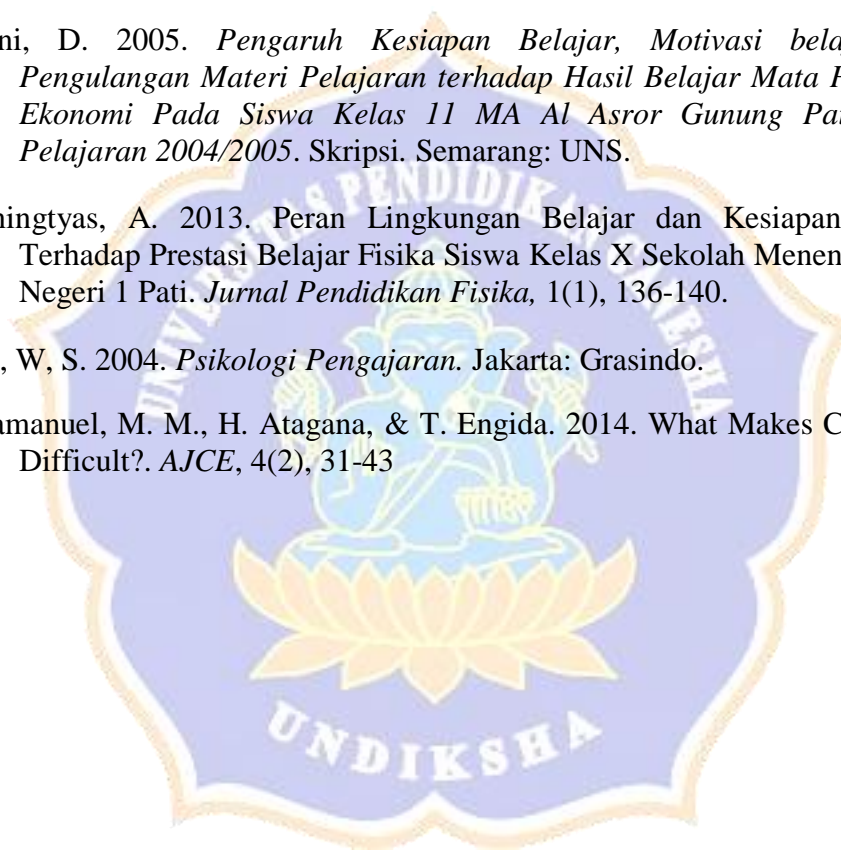 ni, D. 2005. Pengaruh Kesiapan Belajar, Motivasi
Pengulangan Materi Pelajaran terhadap Hasil Belajar Mata
Ekonomi Pada Siswa Kelas 11 MA Al Asror Gunung
Pelajaran 2004/2005. Skripsi. Semarang: UNS.
ningtyas, A. 2013. Peran Lingkungan Belajar dan Kesiapan
Terhadap Prestasi Belajar Fisika Siswa Kelas X Sekolah
Negeri 1 Pati. Jurnal Pendidikan Fisika, 1(1), 136-140.
, W, S. 2004. Psikologi Pengajaran. Jakarta: Grasindo.
amanuel, M. M., H. Atagana, & T. Engida. 2014. What Makes
Difficult?. AJCE, 4(2), 31-43
UNIVERSITAS PENDIDIKAN GANESHA
UNDIKSHA